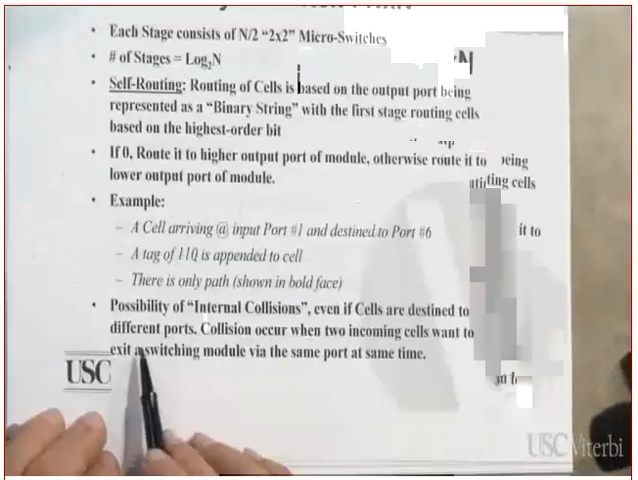 • Each Stage consists of N/2 "2x2" Micro-Switches
• # of Stages = Log₂N
• Self-Routing: Routing of Cells is based on the output port being
represented as a "Binary String" with the first stage routing cells
based on the highest-order bit
• If 0, Route it to higher output port of module, otherwise route it to
lower output port of module.
• Example:
– A Cell arriving @ input Port #1 and destined to Port #6
– A tag of 110 is appended to cell
– There is only path (shown in bold face)
• Possibility of "Internal Collisions", even if Cells are destined to
different ports. Collision occur when two incoming cells want to
exit a switching module via the same port at same time.
N
eing
ting cells
it to
USC
USC Viterbi